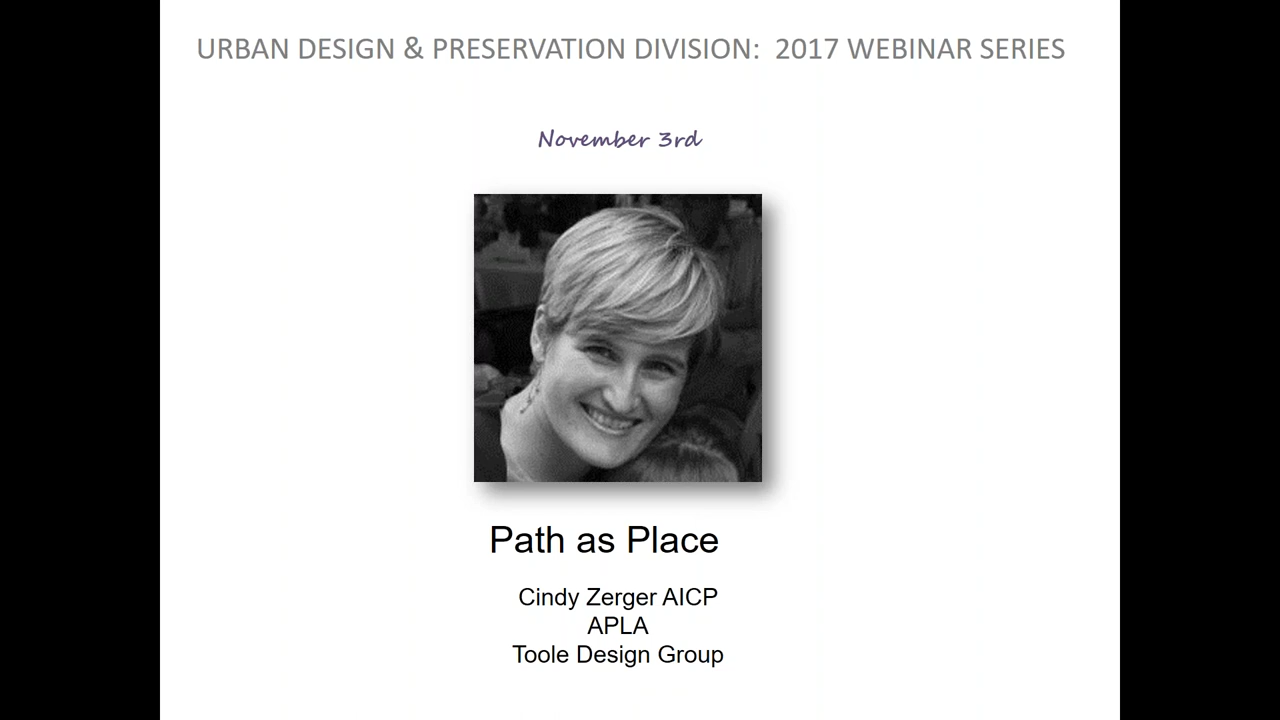 URBAN DESIGN & PRESERVATION DIVISION: 2017 WEBINAR SERIES
November 3rd
Path as Place
Cindy Zerger AICP
APLA
Toole Design Group